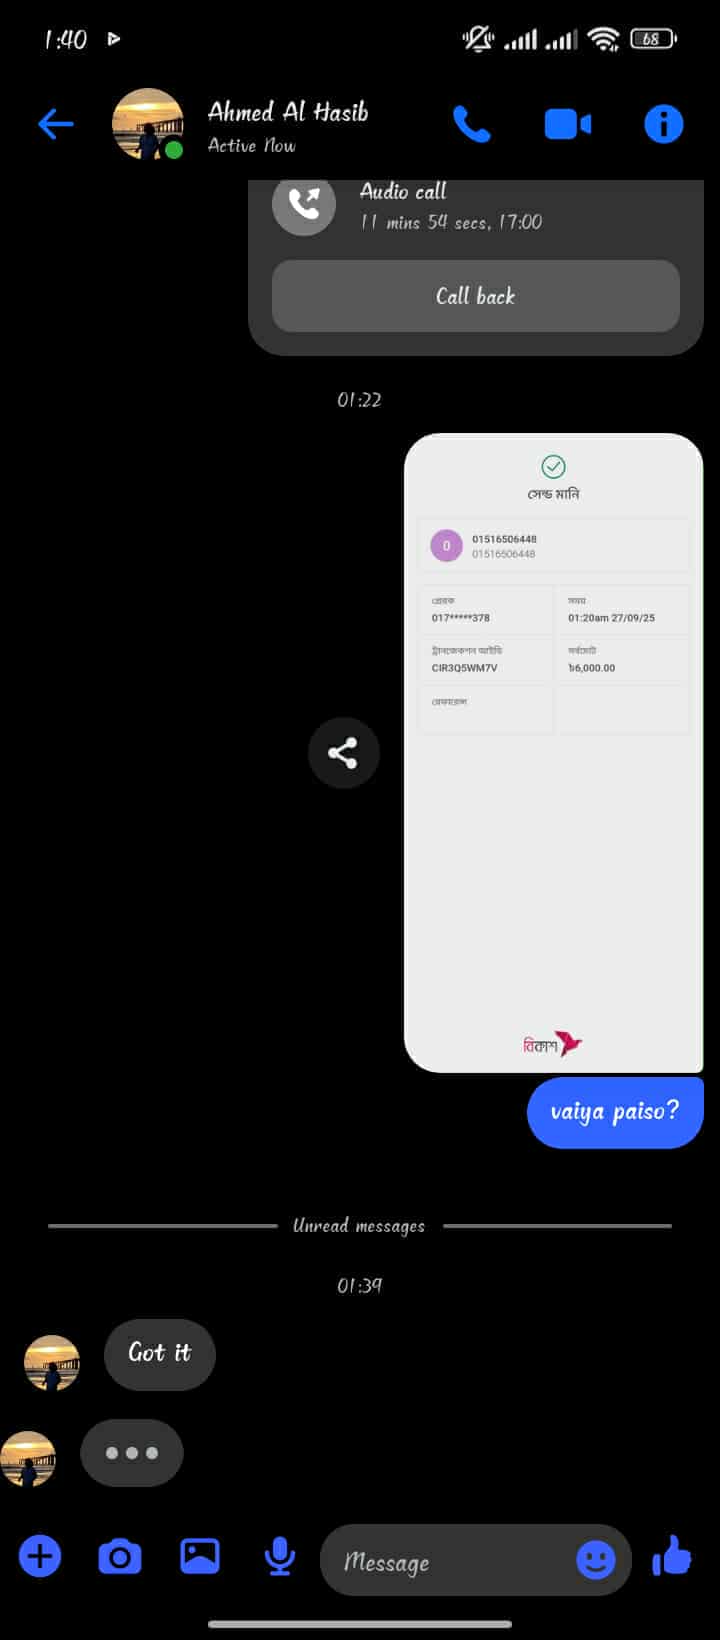 1:40
68
Ahmed Al Hasib
Active Now
Audio call
11 mins 54 secs, 17:00
Call back
01:22
সেন্ড মানি
0
01516506448
01516506448
প্রাপক সময়
017*****378 01:20am 27/09/25
ট্রানজেকশন আইডি সর্বমোট
CIR3Q5WM7V ৳6,000.00
রেফারেন্স
বিকাশ
vaiya paiso?
Unread messages
01:39
Got it
Message